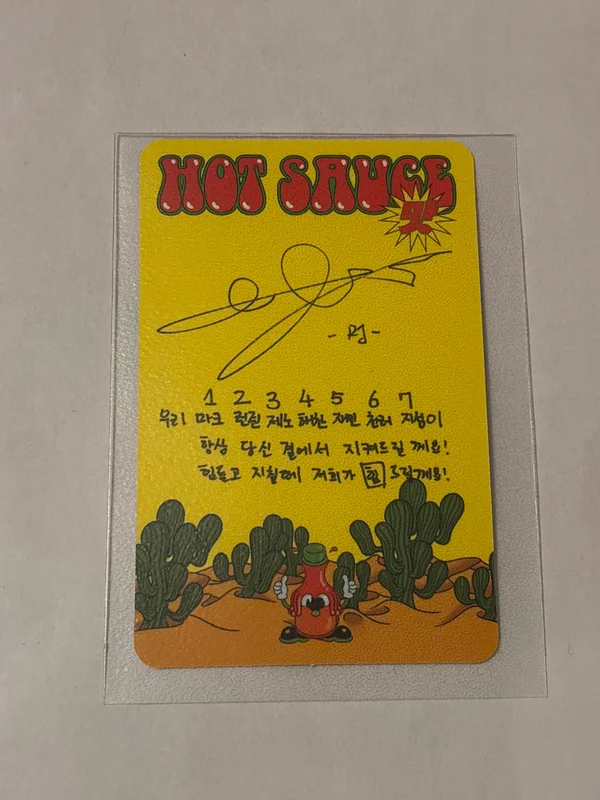 HOT SAUCE
맛
-런-
1 2 3 4 5 6 7
우리 마크 런쥔 제노 해찬 재민 천러 지성이
항상 당신 곁에서 지켜드릴 께요!
힘들고 지칠때 저희가 힘 드릴께요!